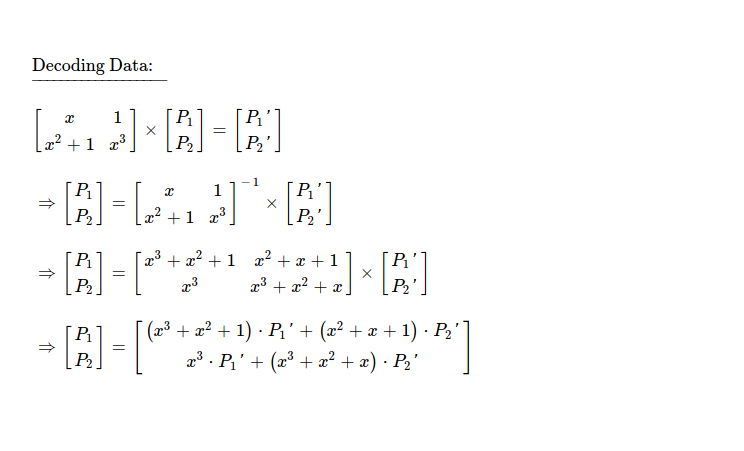 Decoding Data:
[x 1; x² + 1 x³] × [P₁; P₂] = [P₁′; P₂′]
⇒ [P₁; P₂] = [x 1; x² + 1 x³]⁻¹ × [P₁′; P₂′]
⇒ [P₁; P₂] = [x³ + x² + 1 x² + x + 1; x³ x³ + x² + x] × [P₁′; P₂′]
⇒ [P₁; P₂] = [(x³ + x² + 1) · P₁′ + (x² + x + 1) · P₂′; x³ · P₁′ + (x³ + x² + x) · P₂′]